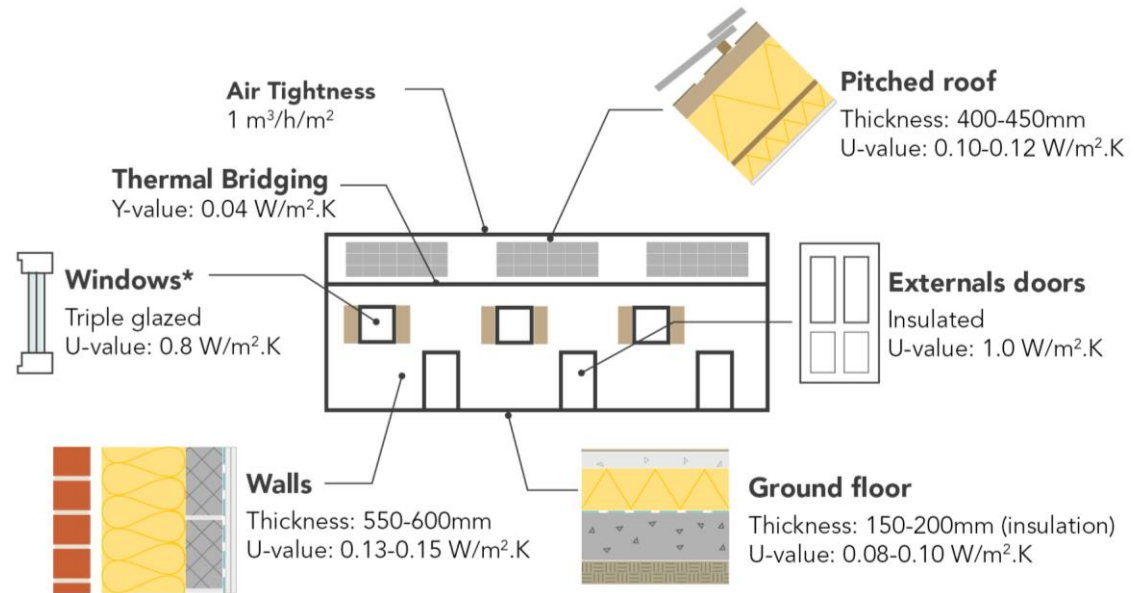 Air Tightness
1 m³/h/m²
Pitched roof
Thickness: 400-450mm
U-value: 0.10-0.12 W/m².K
Thermal Bridging
Y-value: 0.04 W/m².K
Windows*
Triple glazed
U-value: 0.8 W/m².K
Externals doors
Insulated
U-value: 1.0 W/m².K
Walls
Thickness: 550-600mm
U-value: 0.13-0.15 W/m².K
Ground floor
Thickness: 150-200mm (insulation)
U-value: 0.08-0.10 W/m².K